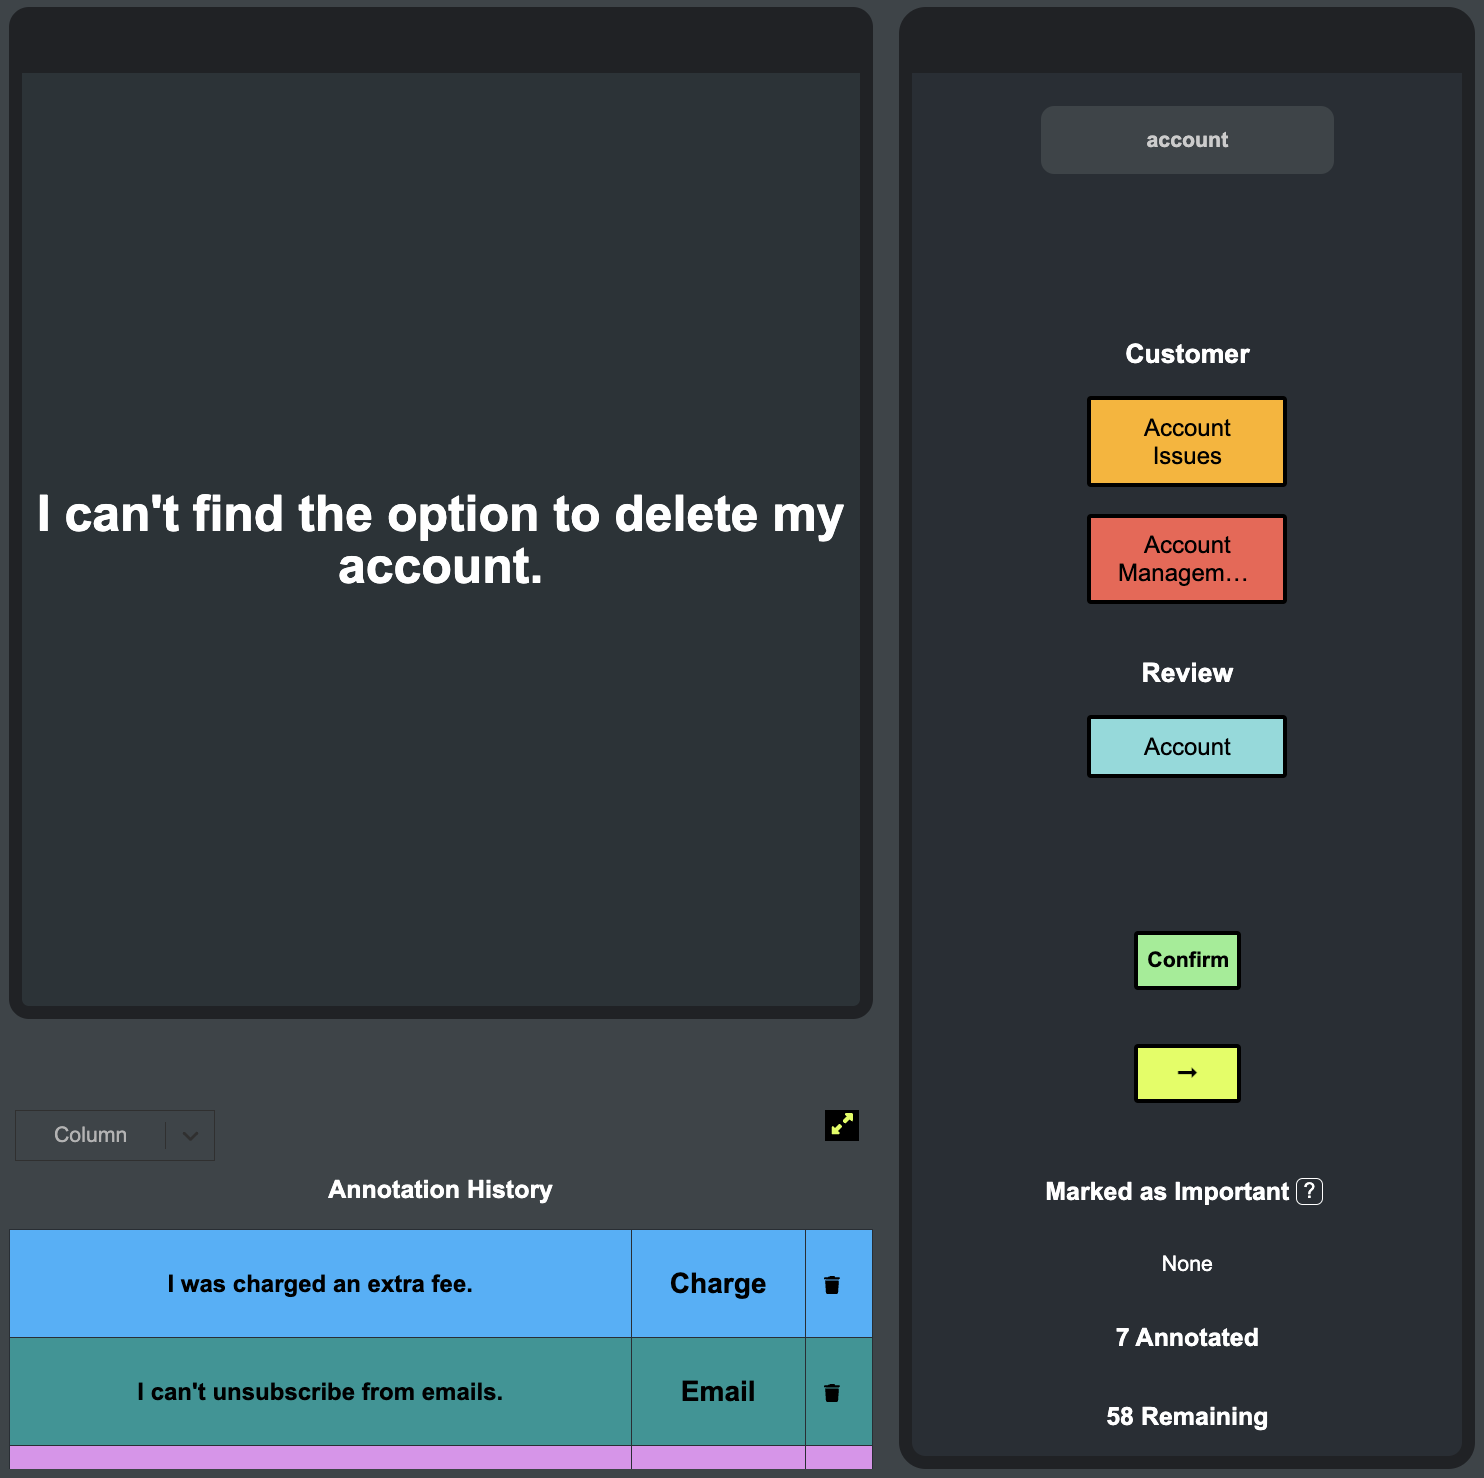 I can't find the option to delete my
account.
Column
Annotation History
I was charged an extra fee. Charge
I can't unsubscribe from emails. Email
account
Customer
Account
Issues
Account
Managem…
Review
Account
Confirm
→
Marked as Important ?
None
7 Annotated
58 Remaining